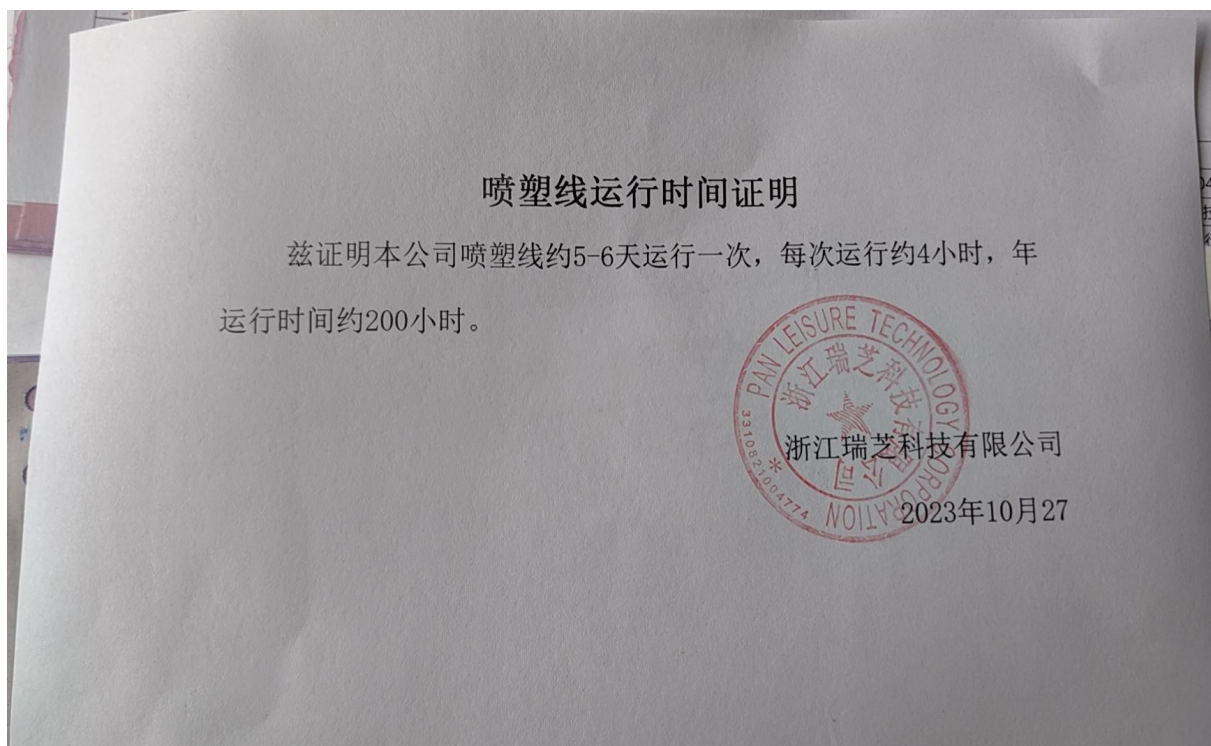 喷塑线运行时间证明
兹证明本公司喷塑线约5-6天运行一次，每次运行约4小时，年
运行时间约200小时。
PAN LEISURE TECHNOLOGY CORPORATION
浙江瑞芝科技有限公司
3310821004774
浙江瑞芝科技有限公司
2023年10月27
04